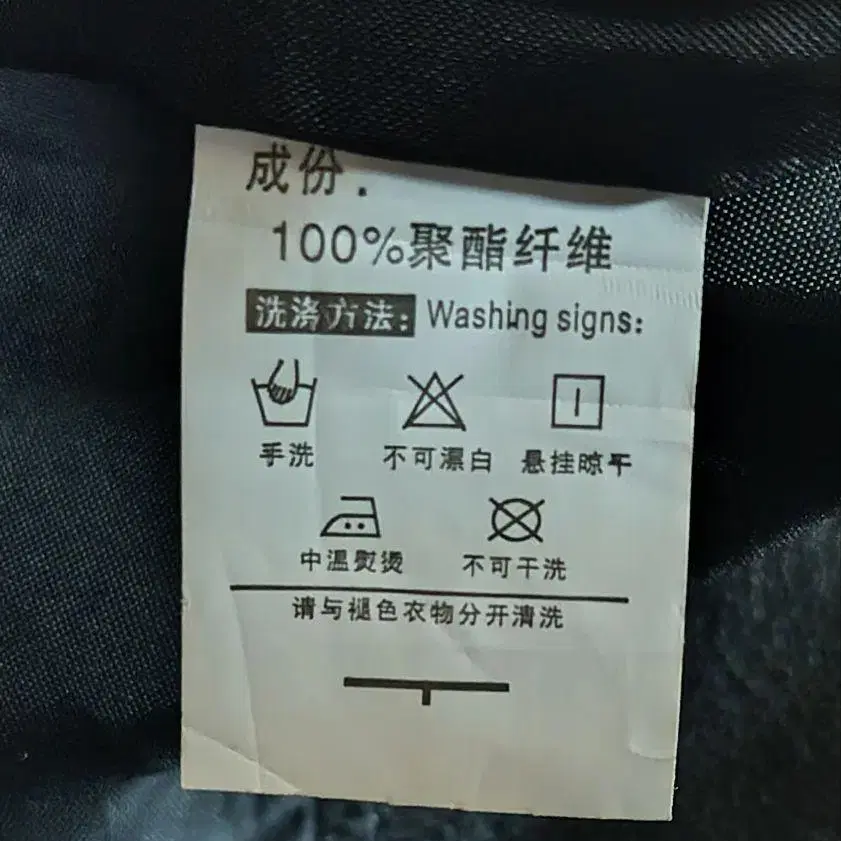 成份.
100%聚酯纤维
洗涤方法: Washing signs:
手洗 不可漂白 悬挂晾干
中温熨烫 不可干洗
请与褪色衣物分开清洗